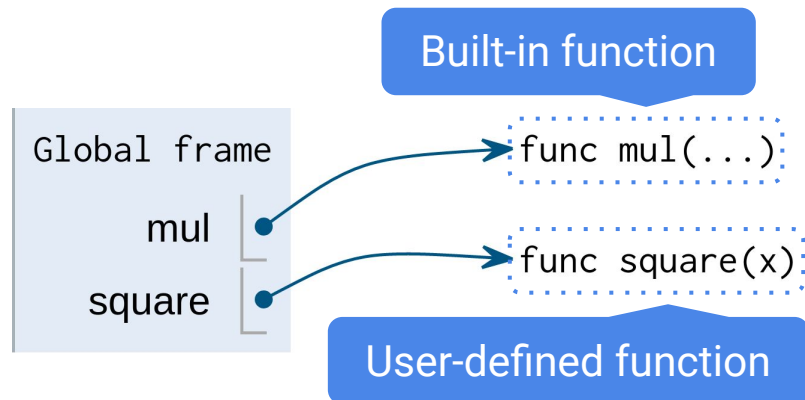 Built-in function
Global frame
func mul(...)
mul
square
func square(x)
User-defined function